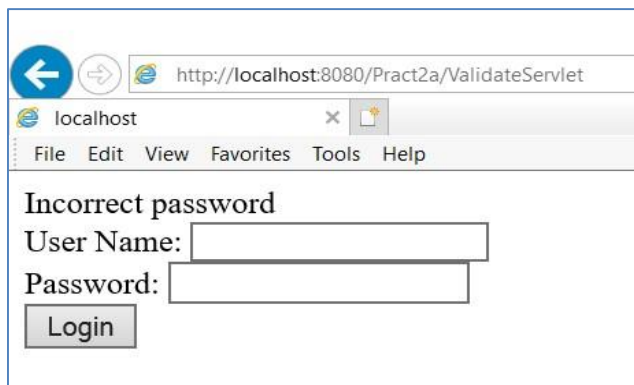 http://localhost:8080/Pract2a/ValidateServlet
localhost
File Edit View Favorites Tools Help
Incorrect password
User Name:
Password:
Login